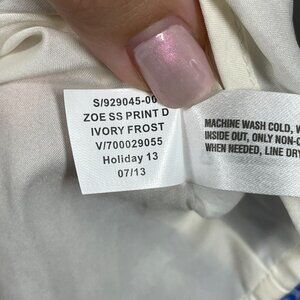 S/929045-00
ZOE SS PRINT D
IVORY FROST
V/700029055
Holiday 13
07/13
MACHINE WASH COLD,
INSIDE OUT, ONLY NON-
WHEN NEEDED, LINE DRY